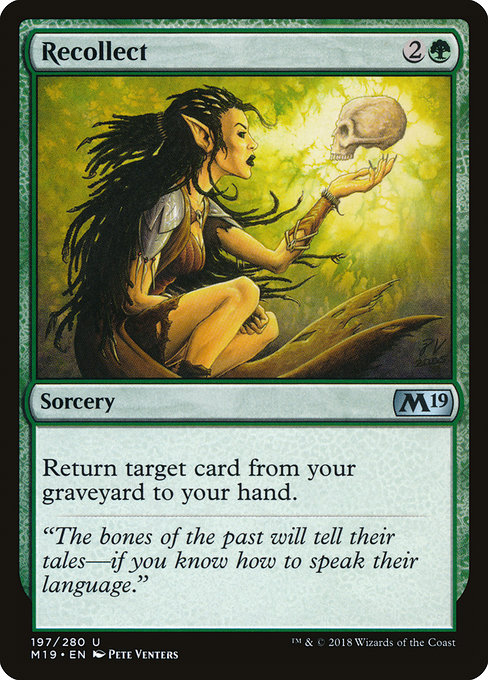 Recollect 2
Sorcery M19
Return target card from your
graveyard to your hand.
“The bones of the past will tell their
tales—if you know how to speak their
language.”
197/280 U ™ & © 2018 Wizards of the Coast
M19 • EN Pete Venters